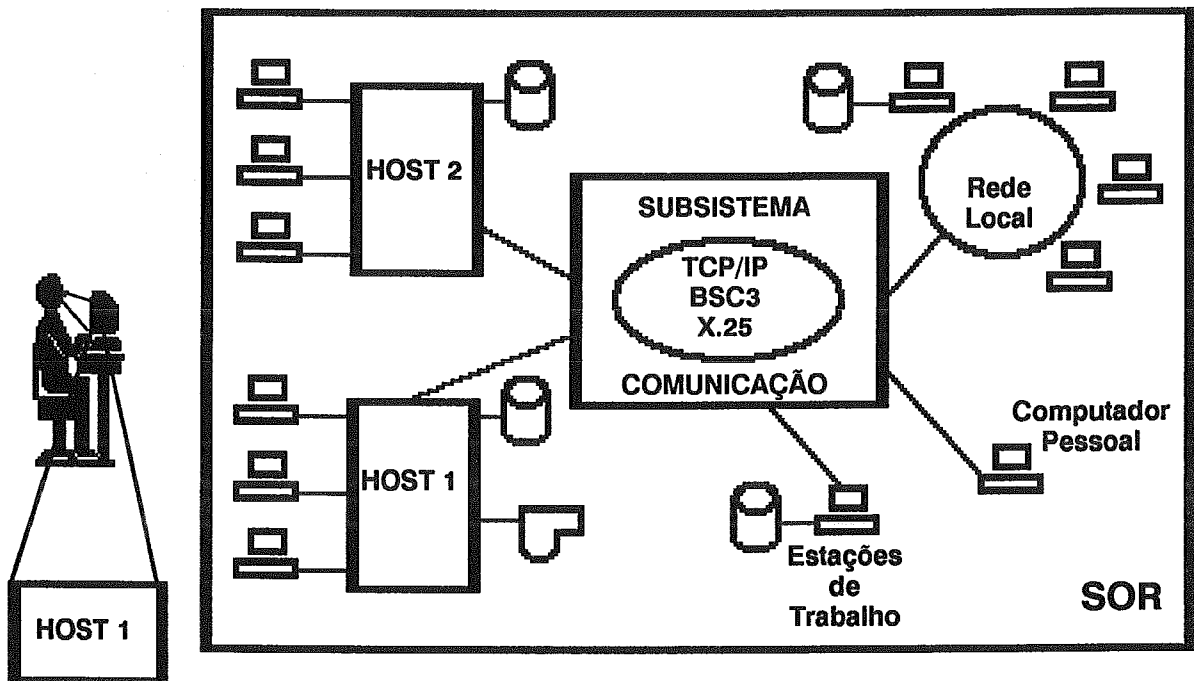 HOST 2
SUBSISTEMA
TCP/IP
BSC3
X.25
COMUNICAÇÃO
Rede
Local
HOST 1
Computador
Pessoal
Estações
de
Trabalho
SOR
HOST 1